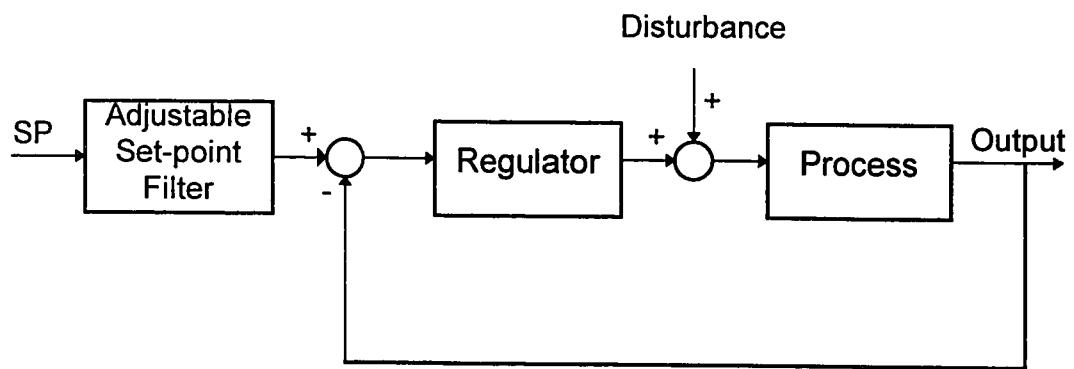 Disturbance
+
SP
Adjustable
Set-point
Filter
+
-
Regulator
+
Process
Output